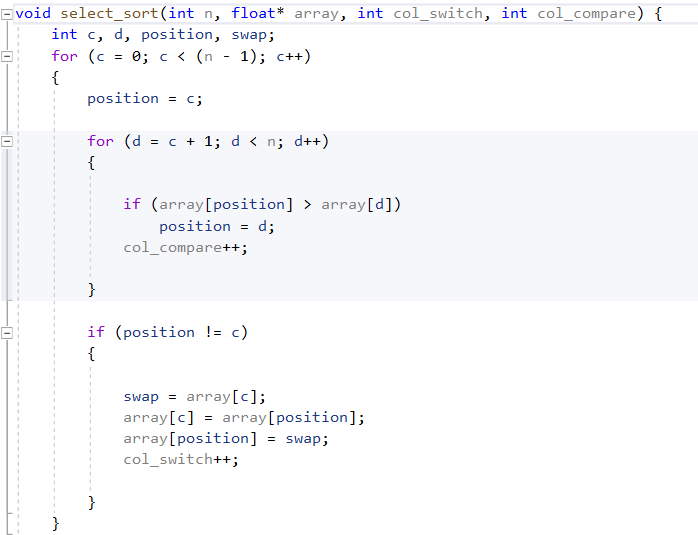 void select_sort(int n, float* array, int col_switch, int col_compare) {
    int c, d, position, swap;
    for (c = 0; c < (n - 1); c++)
    {
        position = c;
        for (d = c + 1; d < n; d++)
        {
            if (array[position] > array[d])
                position = d;
            col_compare++;
        }
        if (position != c)
        {
            swap = array[c];
            array[c] = array[position];
            array[position] = swap;
            col_switch++;
        }
    }